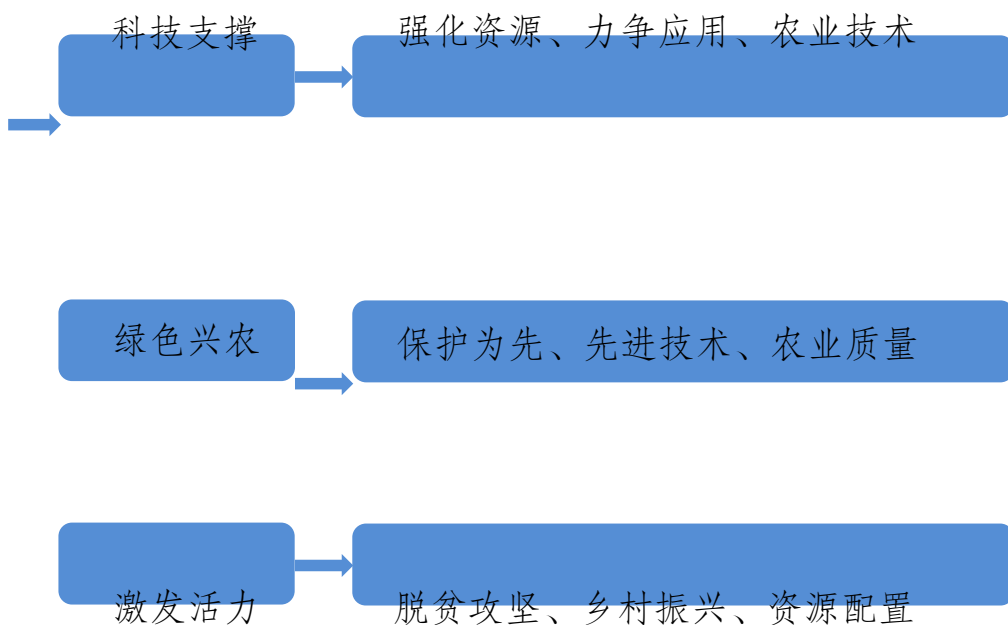 科技支撑
强化资源、力争应用、农业技术
绿色兴农
保护为先、先进技术、农业质量
激发活力
脱贫攻坚、乡村振兴、资源配置